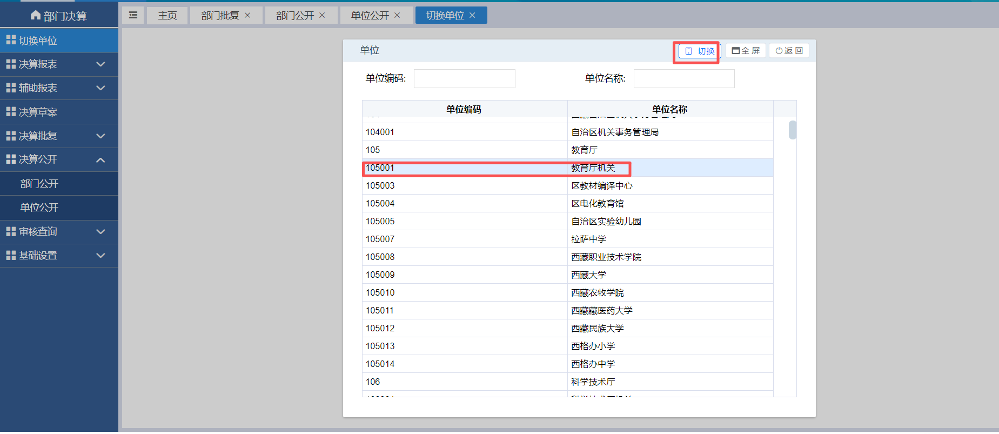 部门决算
主页
部门批复
部门公开
单位公开
切换单位
切换单位
决算报表
辅助报表
决算草案
决算批复
决算公开
部门公开
单位公开
审核查询
基础设置
单位
切换
全 屏
返 回
单位编码:
单位名称:
单位编码 单位名称
104001 自治区机关事务管理局
105 教育厅
105001 教育厅机关
105003 区教材编译中心
105004 区电化教育馆
105005 自治区实验幼儿园
105007 拉萨中学
105008 西藏职业技术学院
105009 西藏大学
105010 西藏农牧学院
105011 西藏藏医药大学
105012 西藏民族大学
105013 西格办小学
105014 西格办中学
106 科学技术厅